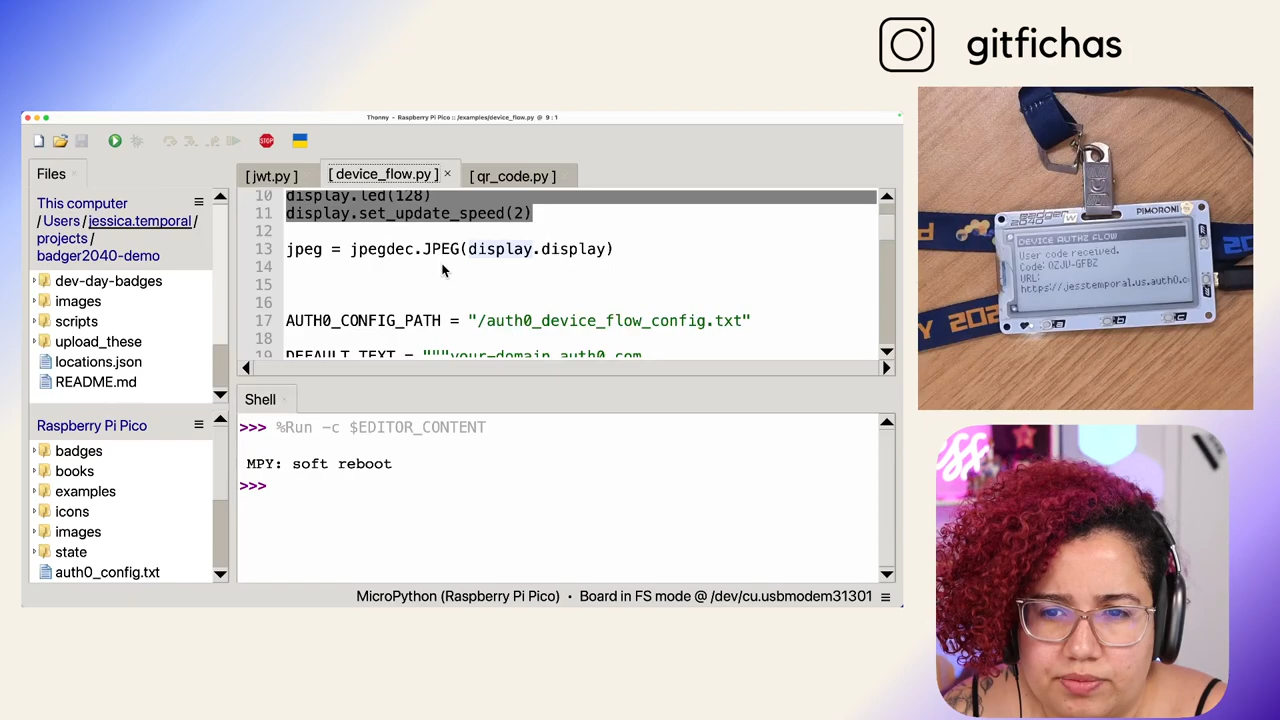 gitfichas
Thonny - Raspberry Pi Pico :: /examples/device_flow.py @ 9 : 1
STOP
Files
This computer
/ Users / jessica.temporal /
projects /
badger2040-demo
dev-day-badges
images
scripts
upload_these
locations.json
README.md
Raspberry Pi Pico
badges
books
examples
icons
images
state
auth0_config.txt
[ jwt.py ]
[ device_flow.py ]
[ qr_code.py ]
10 display.led(128)
11 display.set_update_speed(2)
12
13 jpeg = jpegdec.JPEG(display.display)
14
15
16
17 AUTH0_CONFIG_PATH = "/auth0_device_flow_config.txt"
18
19 DEFAULT_TEXT = """your-domain.auth0.com
Shell
>>> %Run -c $EDITOR_CONTENT
MPY: soft reboot
>>>
MicroPython (Raspberry Pi Pico) • Board in FS mode @ /dev/cu.usbmodem31301
badger
2040 W
PIMORONI
DEVICE AUTHZ FLOW
User code received.
Code: OZJV-GFBZ
URL:
https://jesstemporal.us.auth0.co
a
b
c